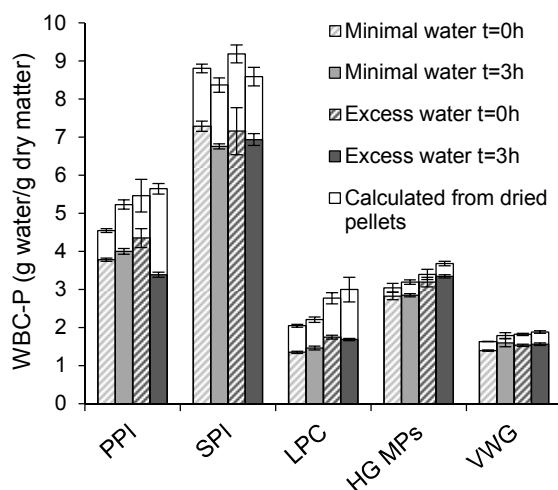 WBC-P (g water/g dry matter)
10
9
8
7
6
5
4
3
2
1
0
PPI
SPI
LPC
HG MPs
VWG
Minimal water t=0h
Minimal water t=3h
Excess water t=0h
Excess water t=3h
Calculated from dried
pellets